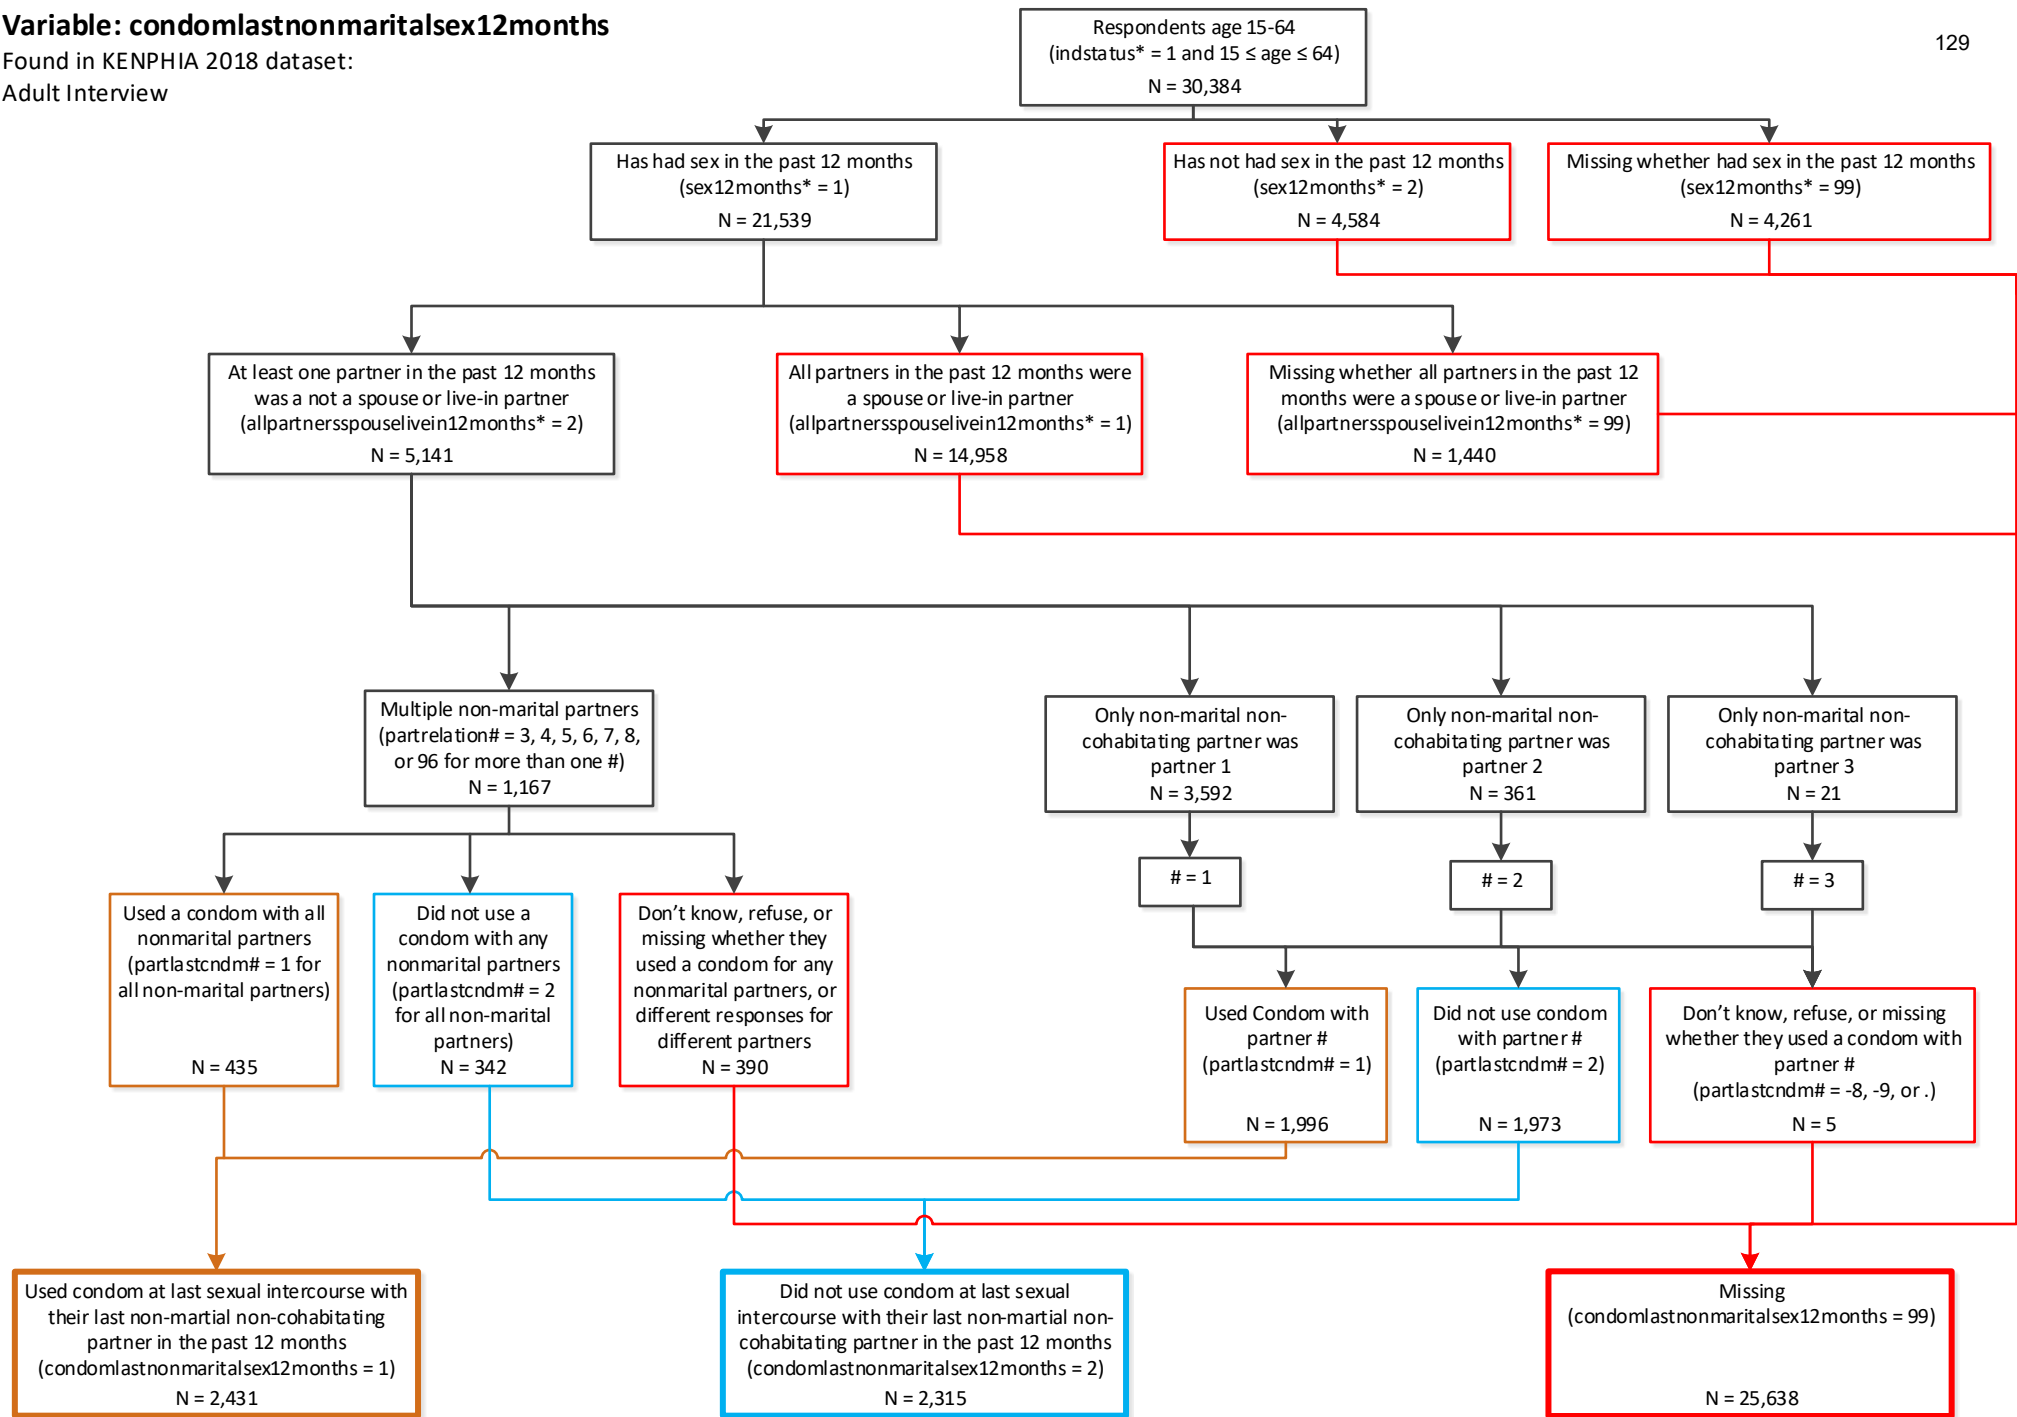 Variable: condomlastnonmaritalsex12months
Found in KENPHIA 2018 dataset:
Adult Interview
129
Respondents age 15-64
(indstatus* = 1 and 15 ≤ age ≤ 64)
N = 30,384
Has had sex in the past 12 months
(sex12months* = 1)
N = 21,539
Has not had sex in the past 12 months
(sex12months* = 2)
N = 4,584
Missing whether had sex in the past 12 months
(sex12months* = 99)
N = 4,261
At least one partner in the past 12 months
was a not a spouse or live-in partner
(allpartnersspouselivein12months* = 2)
N = 5,141
All partners in the past 12 months were
a spouse or live-in partner
(allpartnersspouselivein12months* = 1)
N = 14,958
Missing whether all partners in the past 12
months were a spouse or live-in partner
(allpartnersspouselivein12months* = 99)
N = 1,440
Multiple non-marital partners
(partrelation# = 3, 4, 5, 6, 7, 8,
or 96 for more than one #)
N = 1,167
Only non-marital non-
cohabitating partner was
partner 1
N = 3,592
Only non-marital non-
cohabitating partner was
partner 2
N = 361
Only non-marital non-
cohabitating partner was
partner 3
N = 21
# = 1
# = 2
# = 3
Used a condom with all
nonmarital partners
(partlastcndm# = 1 for
all non-marital partners)
N = 435
Did not use a
condom with any
nonmarital partners
(partlastcndm# = 2
for all non-marital
partners)
N = 342
Don’t know, refuse, or
missing whether they
used a condom for any
nonmarital partners, or
different responses for
different partners
N = 390
Used Condom with
partner #
(partlastcndm# = 1)
N = 1,996
Did not use condom
with partner #
(partlastcndm# = 2)
N = 1,973
Don’t know, refuse, or missing
whether they used a condom with
partner #
(partlastcndm# = -8, -9, or .)
N = 5
Used condom at last sexual intercourse with
their last non-martial non-cohabitating
partner in the past 12 months
(condomlastnonmaritalsex12months = 1)
N = 2,431
Did not use condom at last sexual
intercourse with their last non-martial non-
cohabitating partner in the past 12 months
(condomlastnonmaritalsex12months = 2)
N = 2,315
Missing
(condomlastnonmaritalsex12months = 99)
N = 25,638